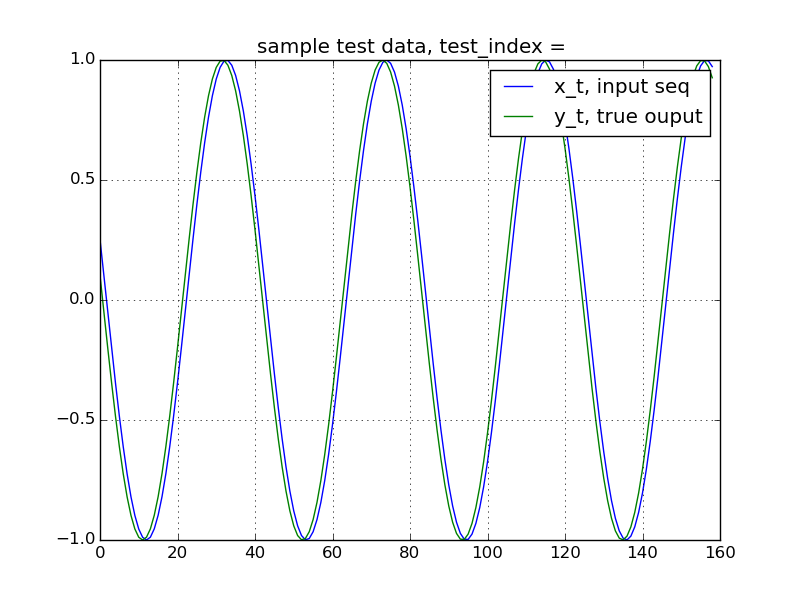 sample test data, test_index =
x_t, input seq
y_t, true ouput
1.0
0.5
0.0
−0.5
−1.0
0 20 40 60 80 100 120 140 160